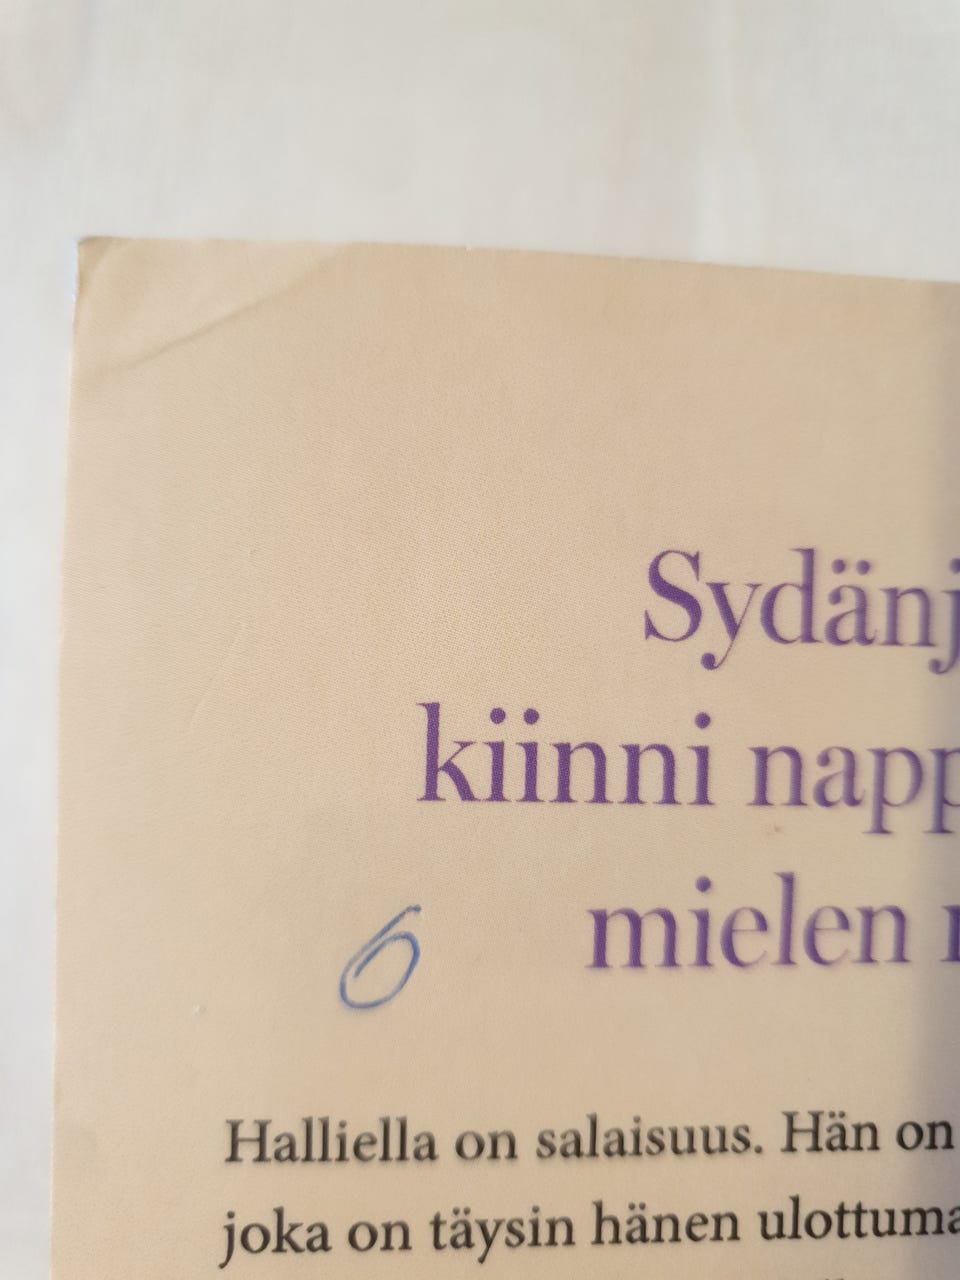 Sydänj
kiinni napp
mielen
6
Halliella on salaisuus. Hän on
joka on täysin hänen ulottuma